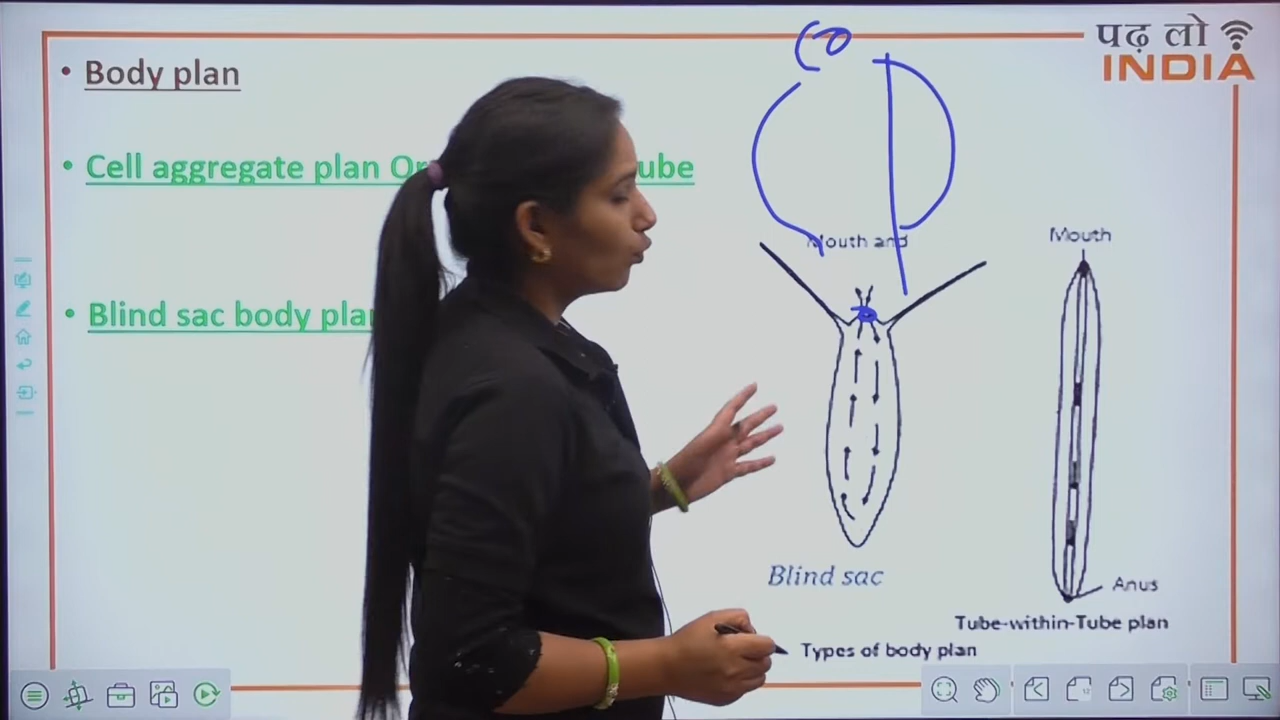 पढ़ लो
INDIA
• Body plan
• Cell aggregate plan Or ube
• Blind sac body plan
Mouth and
Mouth
Blind sac
Anus
Tube-within-Tube plan
Types of body plan